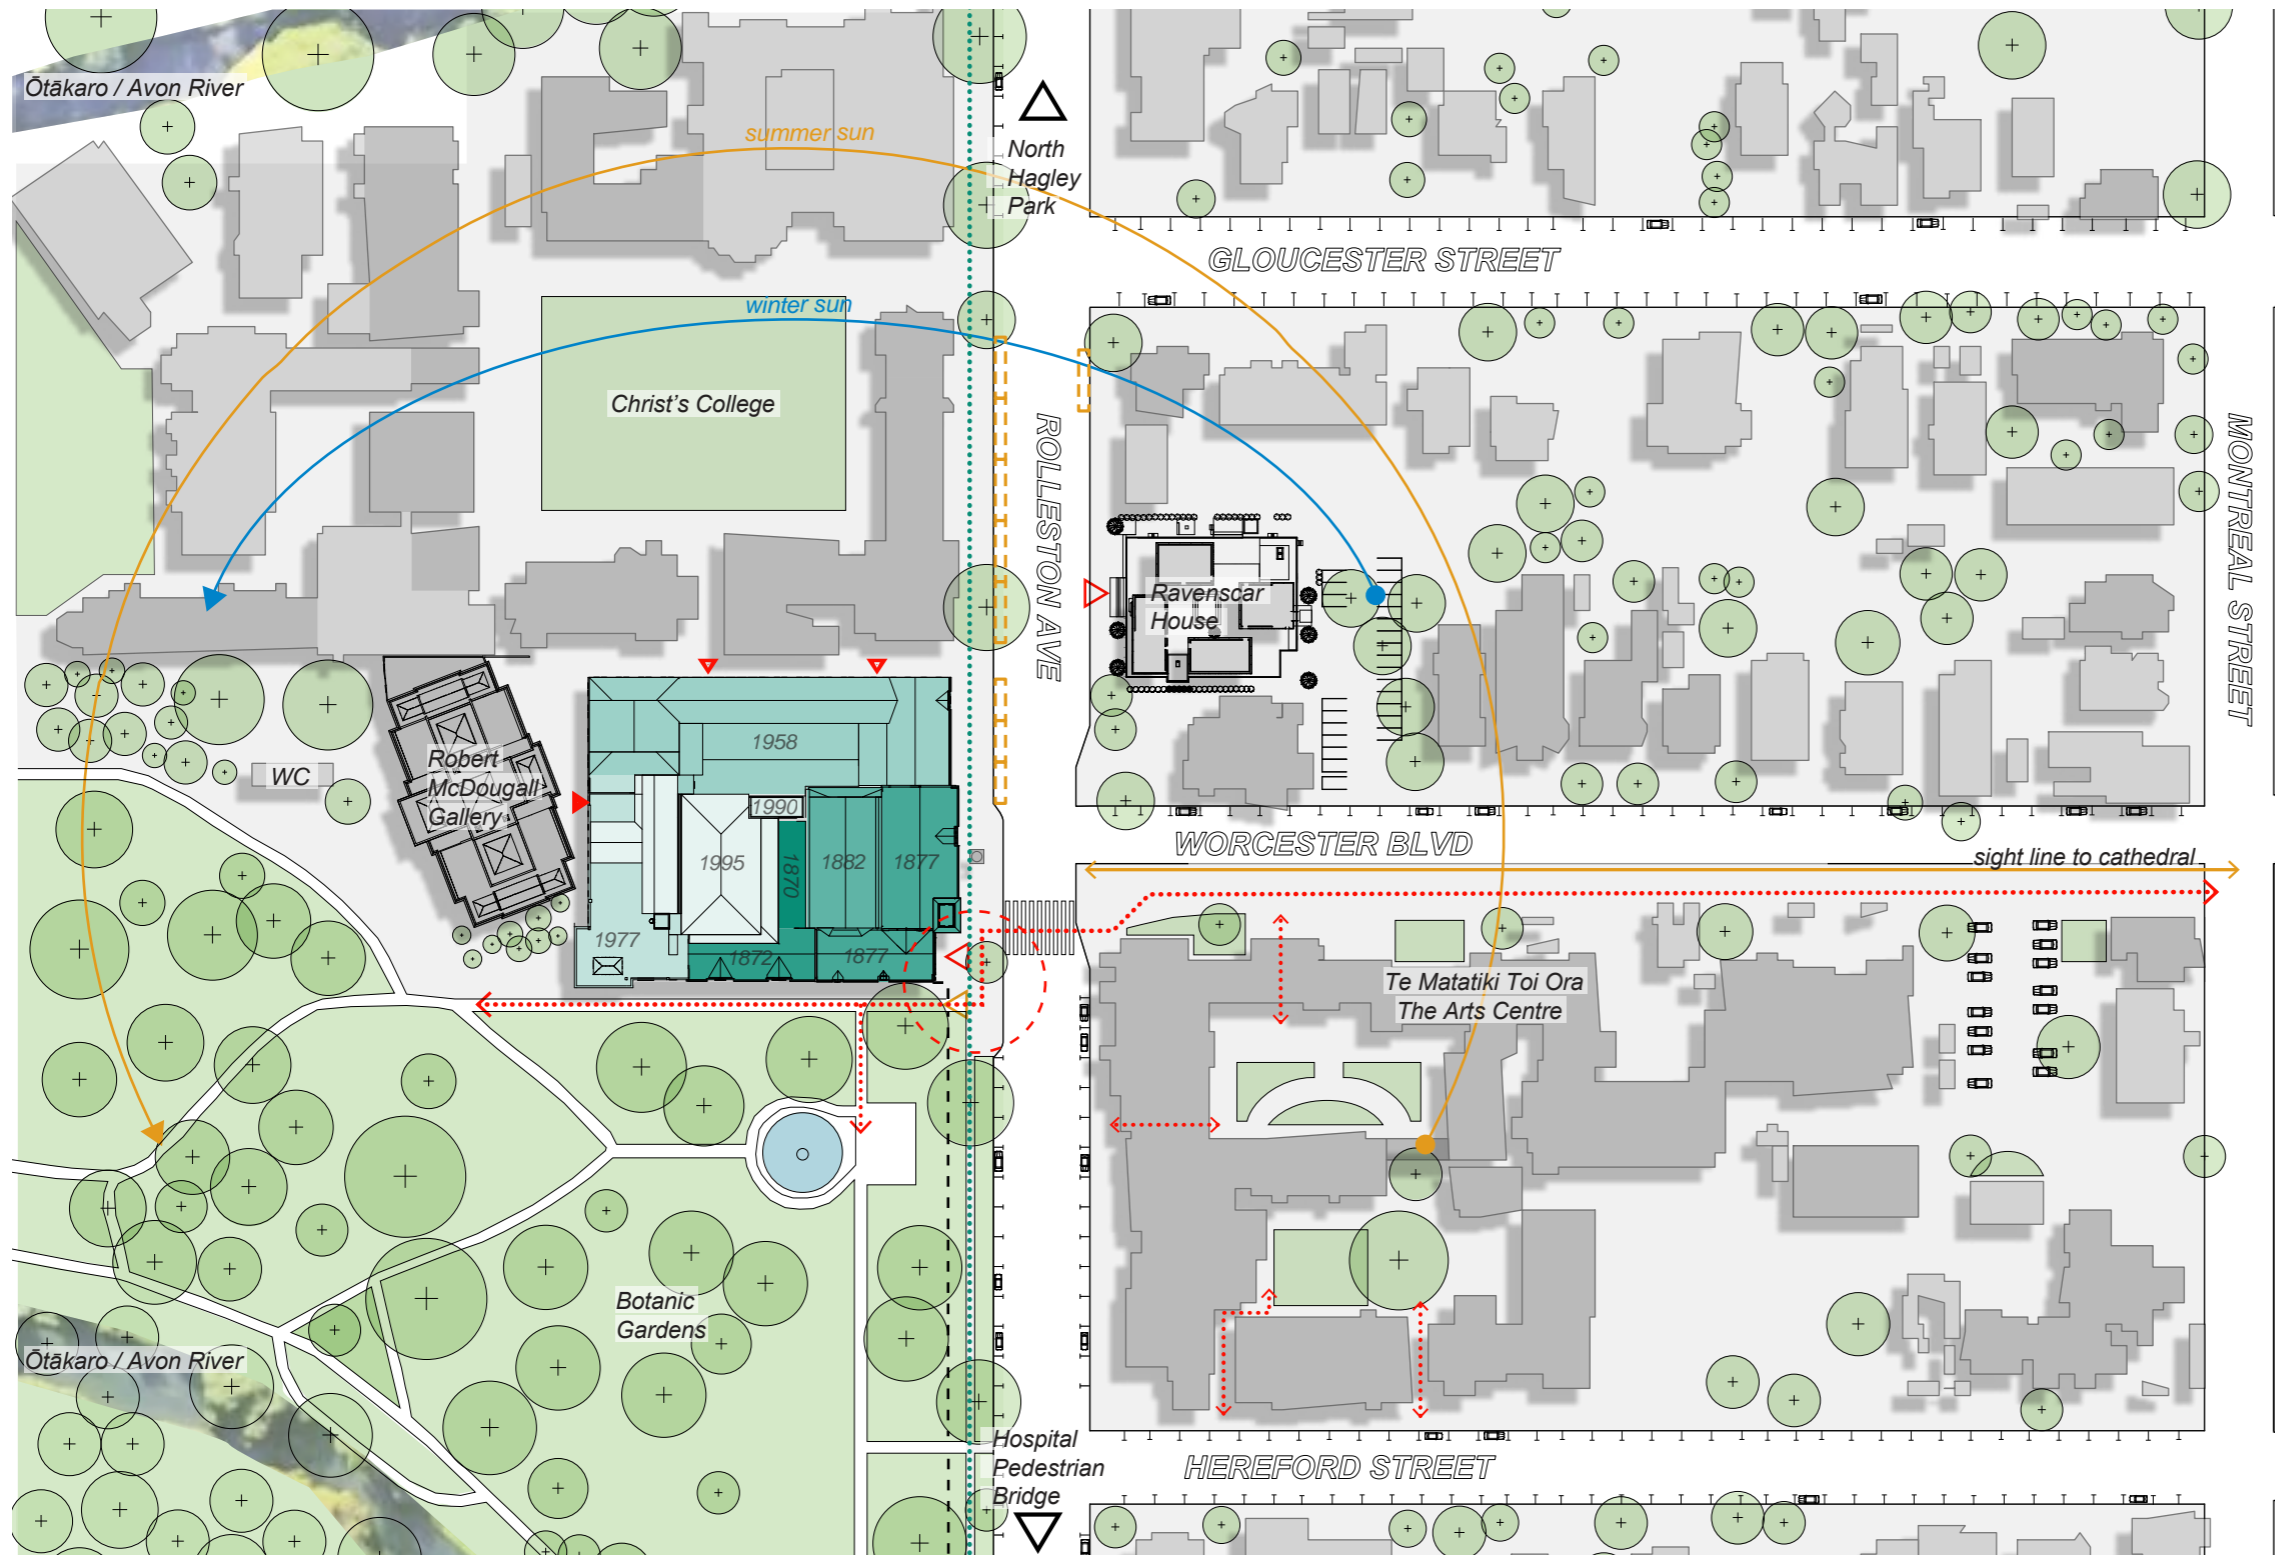 Ōtākaro / Avon River
summer sun
North
Hagley
Park
GLOUCESTER STREET
winter sun
Christ's College
ROLLESTON AVE
MONTREAL STREET
Ravenscar
House
1958
Robert
McDougall
Gallery
WC
1990
1995
1870
1882
1877
WORCESTER BLVD
sight line to cathedral
1977
1872
1877
Te Matatiki Toi Ora
The Arts Centre
Botanic
Gardens
Ōtākaro / Avon River
Hospital
Pedestrian
Bridge
HEREFORD STREET